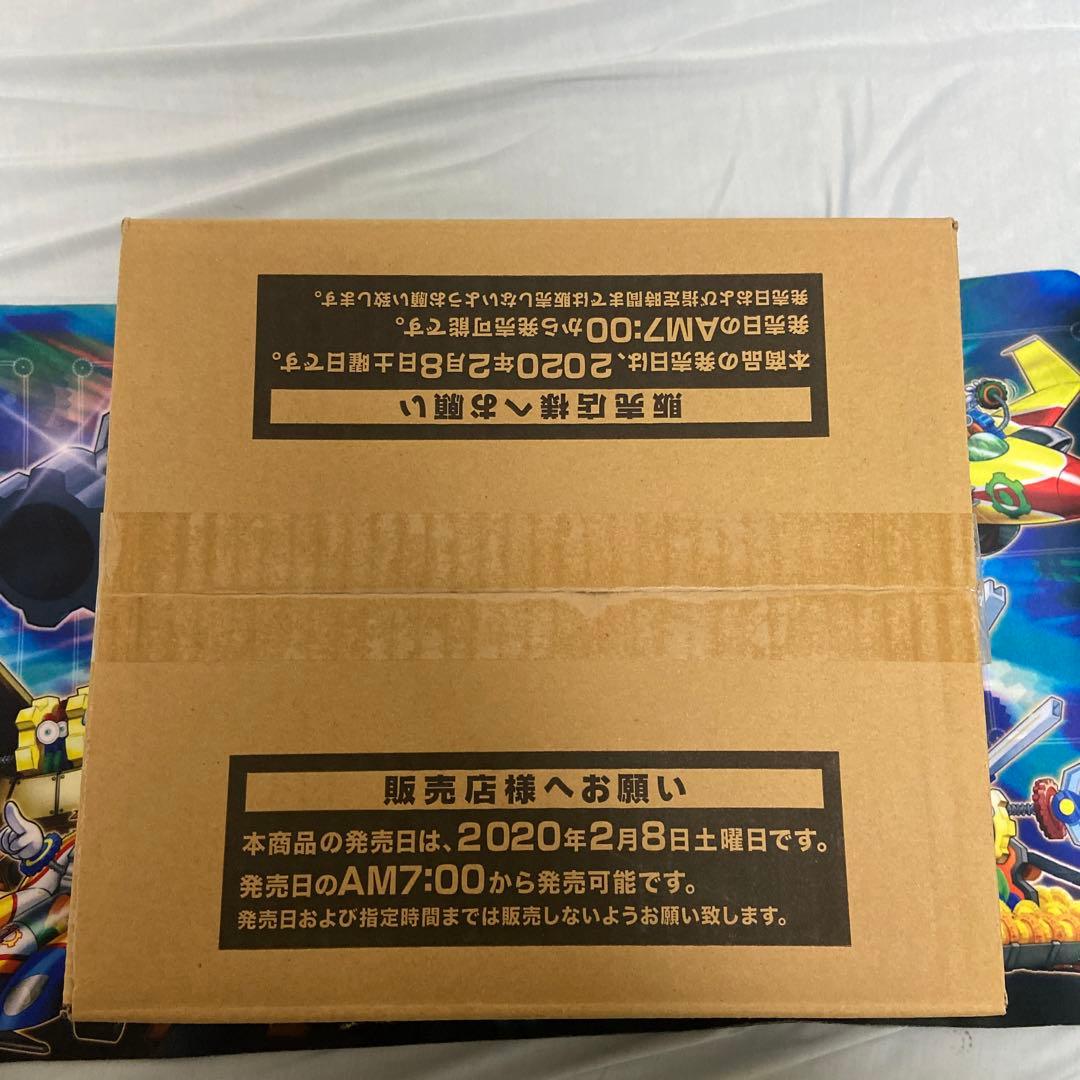 販売店様へお願い
本商品の発売日は、2020年2月8日土曜日です。
発売日のAM7:00から発売可能です。
発売日および指定時間までは販売しないようお願い致します。
販売店様へお願い
本商品の発売日は、2020年2月8日土曜日です。
発売日のAM7:00から発売可能です。
発売日および指定時間までは販売しないようお願い致します。